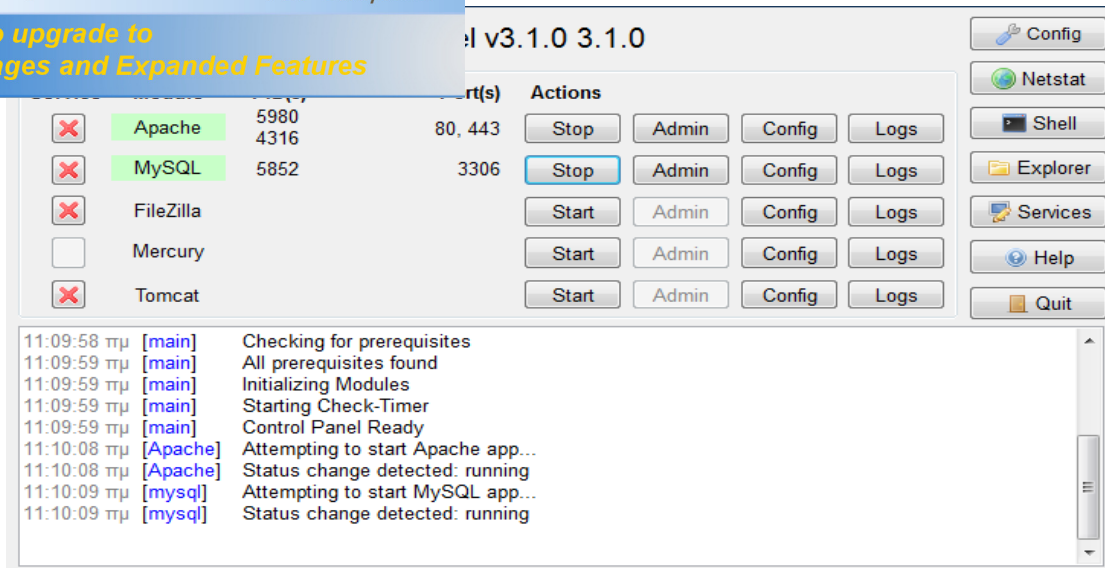 upgrade to
ges and Expanded Features
v3.1.0 3.1.0
Config
Netstat
Actions
Apache 5980 4316 80, 443 Stop Admin Config Logs
Shell
MySQL 5852 3306 Stop Admin Config Logs
Explorer
FileZilla Start Admin Config Logs
Services
Mercury Start Admin Config Logs
Help
Tomcat Start Admin Config Logs
Quit
11:09:58 πμ [main] Checking for prerequisites
11:09:59 πμ [main] All prerequisites found
11:09:59 πμ [main] Initializing Modules
11:09:59 πμ [main] Starting Check-Timer
11:09:59 πμ [main] Control Panel Ready
11:10:08 πμ [Apache] Attempting to start Apache app...
11:10:08 πμ [Apache] Status change detected: running
11:10:09 πμ [mysql] Attempting to start MySQL app...
11:10:09 πμ [mysql] Status change detected: running